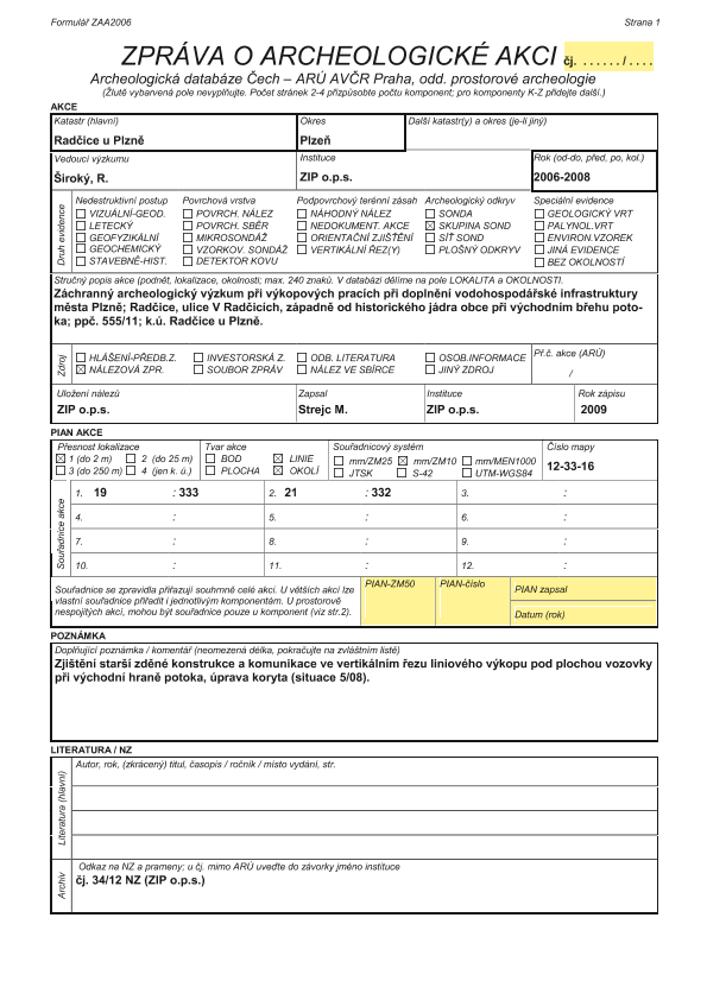 Formulář ZAA2006 Strana 1
ZPRÁVA O ARCHEOLOGICKÉ AKCI čj. ....../....
Archeologická databáze Čech – ARÚ AVČR Praha, odd. prostorové archeologie
(Žlutě vybarvená pole nevyplňujte. Počet stránek 2-4 přizpůsobte počtu komponent; pro komponenty K-Z přidejte další.)
AKCE
Katastr (hlavní) Okres Další katastr(y) a okres (je-li jiný)
Radčice u Plzně Plzeň
Vedoucí výzkumu Instituce Rok (od-do, před, po, kol.)
Široký, R. ZIP o.p.s. 2006-2008
Druh evidence
Nedestruktivní postup Povrchová vrstva Podpovrchový terénní zásah Archeologický odkryv Speciální evidence
☐ VIZUÁLNÍ-GEOD. ☐ POVRCH. NÁLEZ ☐ NÁHODNÝ NÁLEZ ☐ SONDA ☐ GEOLOGICKÝ VRT
☐ LETECKÝ ☐ POVRCH. SBĚR ☐ NEDOKUMENT. AKCE ☒ SKUPINA SOND ☐ PALYNOL.VRT
☐ GEOFYZIKÁLNÍ ☐ MIKROSONDÁŽ ☐ ORIENTAČNÍ ZJIŠTĚNÍ ☐ SÍŤ SOND ☐ ENVIRON.VZOREK
☐ GEOCHEMICKÝ ☐ VZORKOV. SONDÁŽ ☐ VERTIKÁLNÍ ŘEZ(Y) ☐ PLOŠNÝ ODKRYV ☐ JINÁ EVIDENCE
☐ STAVEBNĚ-HIST. ☐ DETEKTOR KOVU ☐ BEZ OKOLNOSTÍ
Stručný popis akce (podnět, lokalizace, okolnosti; max. 240 znaků. V databázi dělíme na pole LOKALITA a OKOLNOSTI.
Záchranný archeologický výzkum při výkopových pracích při doplnění vodohospodářské infrastruktury
města Plzně; Radčice, ulice V Radčicích, západně od historického jádra obce při východním břehu poto-
ka; ppč. 555/11; k.ú. Radčice u Plzně.
Zdroj
☐ HLÁŠENÍ-PŘEDB.Z. ☐ INVESTORSKÁ Z. ☐ ODB. LITERATURA ☐ OSOB.INFORMACE Př.č. akce (ARÚ)
☒ NÁLEZOVÁ ZPR. ☐ SOUBOR ZPRÁV ☐ NÁLEZ VE SBÍRCE ☐ JINÝ ZDROJ /
Uložení nálezů Zapsal Instituce Rok zápisu
ZIP o.p.s. Strejc M. ZIP o.p.s. 2009
PIAN AKCE
Přesnost lokalizace Tvar akce Souřadnicový systém Číslo mapy
☒ 1 (do 2 m) ☐ 2 (do 25 m) ☐ BOD ☒ LINIE ☐ mm/ZM25 ☒ mm/ZM10 ☐ mm/MEN1000
☐ 3 (do 250 m) ☐ 4 (jen k. ú.) ☐ PLOCHA ☒ OKOLÍ ☐ JTSK ☐ S-42 ☐ UTM-WGS84
12-33-16
Souřadnice akce
1. 19 : 333 2. 21 : 332 3. :
4. : 5. : 6. :
7. : 8. : 9. :
10. : 11. : 12. :
Souřadnice se zpravidla přiřazují souhrnně celé akci. U větších akcí lze
vlastní souřadnice přiředit i jednotlivým komponentám. U prostorově
nespojitých akcí, mohou být souřadnice pouze u komponent (viz str.2).
PIAN-ZM50 PIAN-číslo PIAN zapsal
Datum (rok)
POZNÁMKA
Doplňující poznámka / komentář (neomezená délka, pokračujte na zvláštním listě)
Zjištění starší zděné konstrukce a komunikace ve vertikálním řezu liniového výkopu pod plochou vozovky
při východní hraně potoka, úprava koryta (situace 5/08).
LITERATURA / NZ
Literatura (hlavní)
Autor, rok, (zkrácený) titul, časopis / ročník / místo vydání, str.
Archiv
Odkaz na NZ a prameny; u čj. mimo ARÚ uveďte do závorky jméno instituce
čj. 34/12 NZ (ZIP o.p.s.)